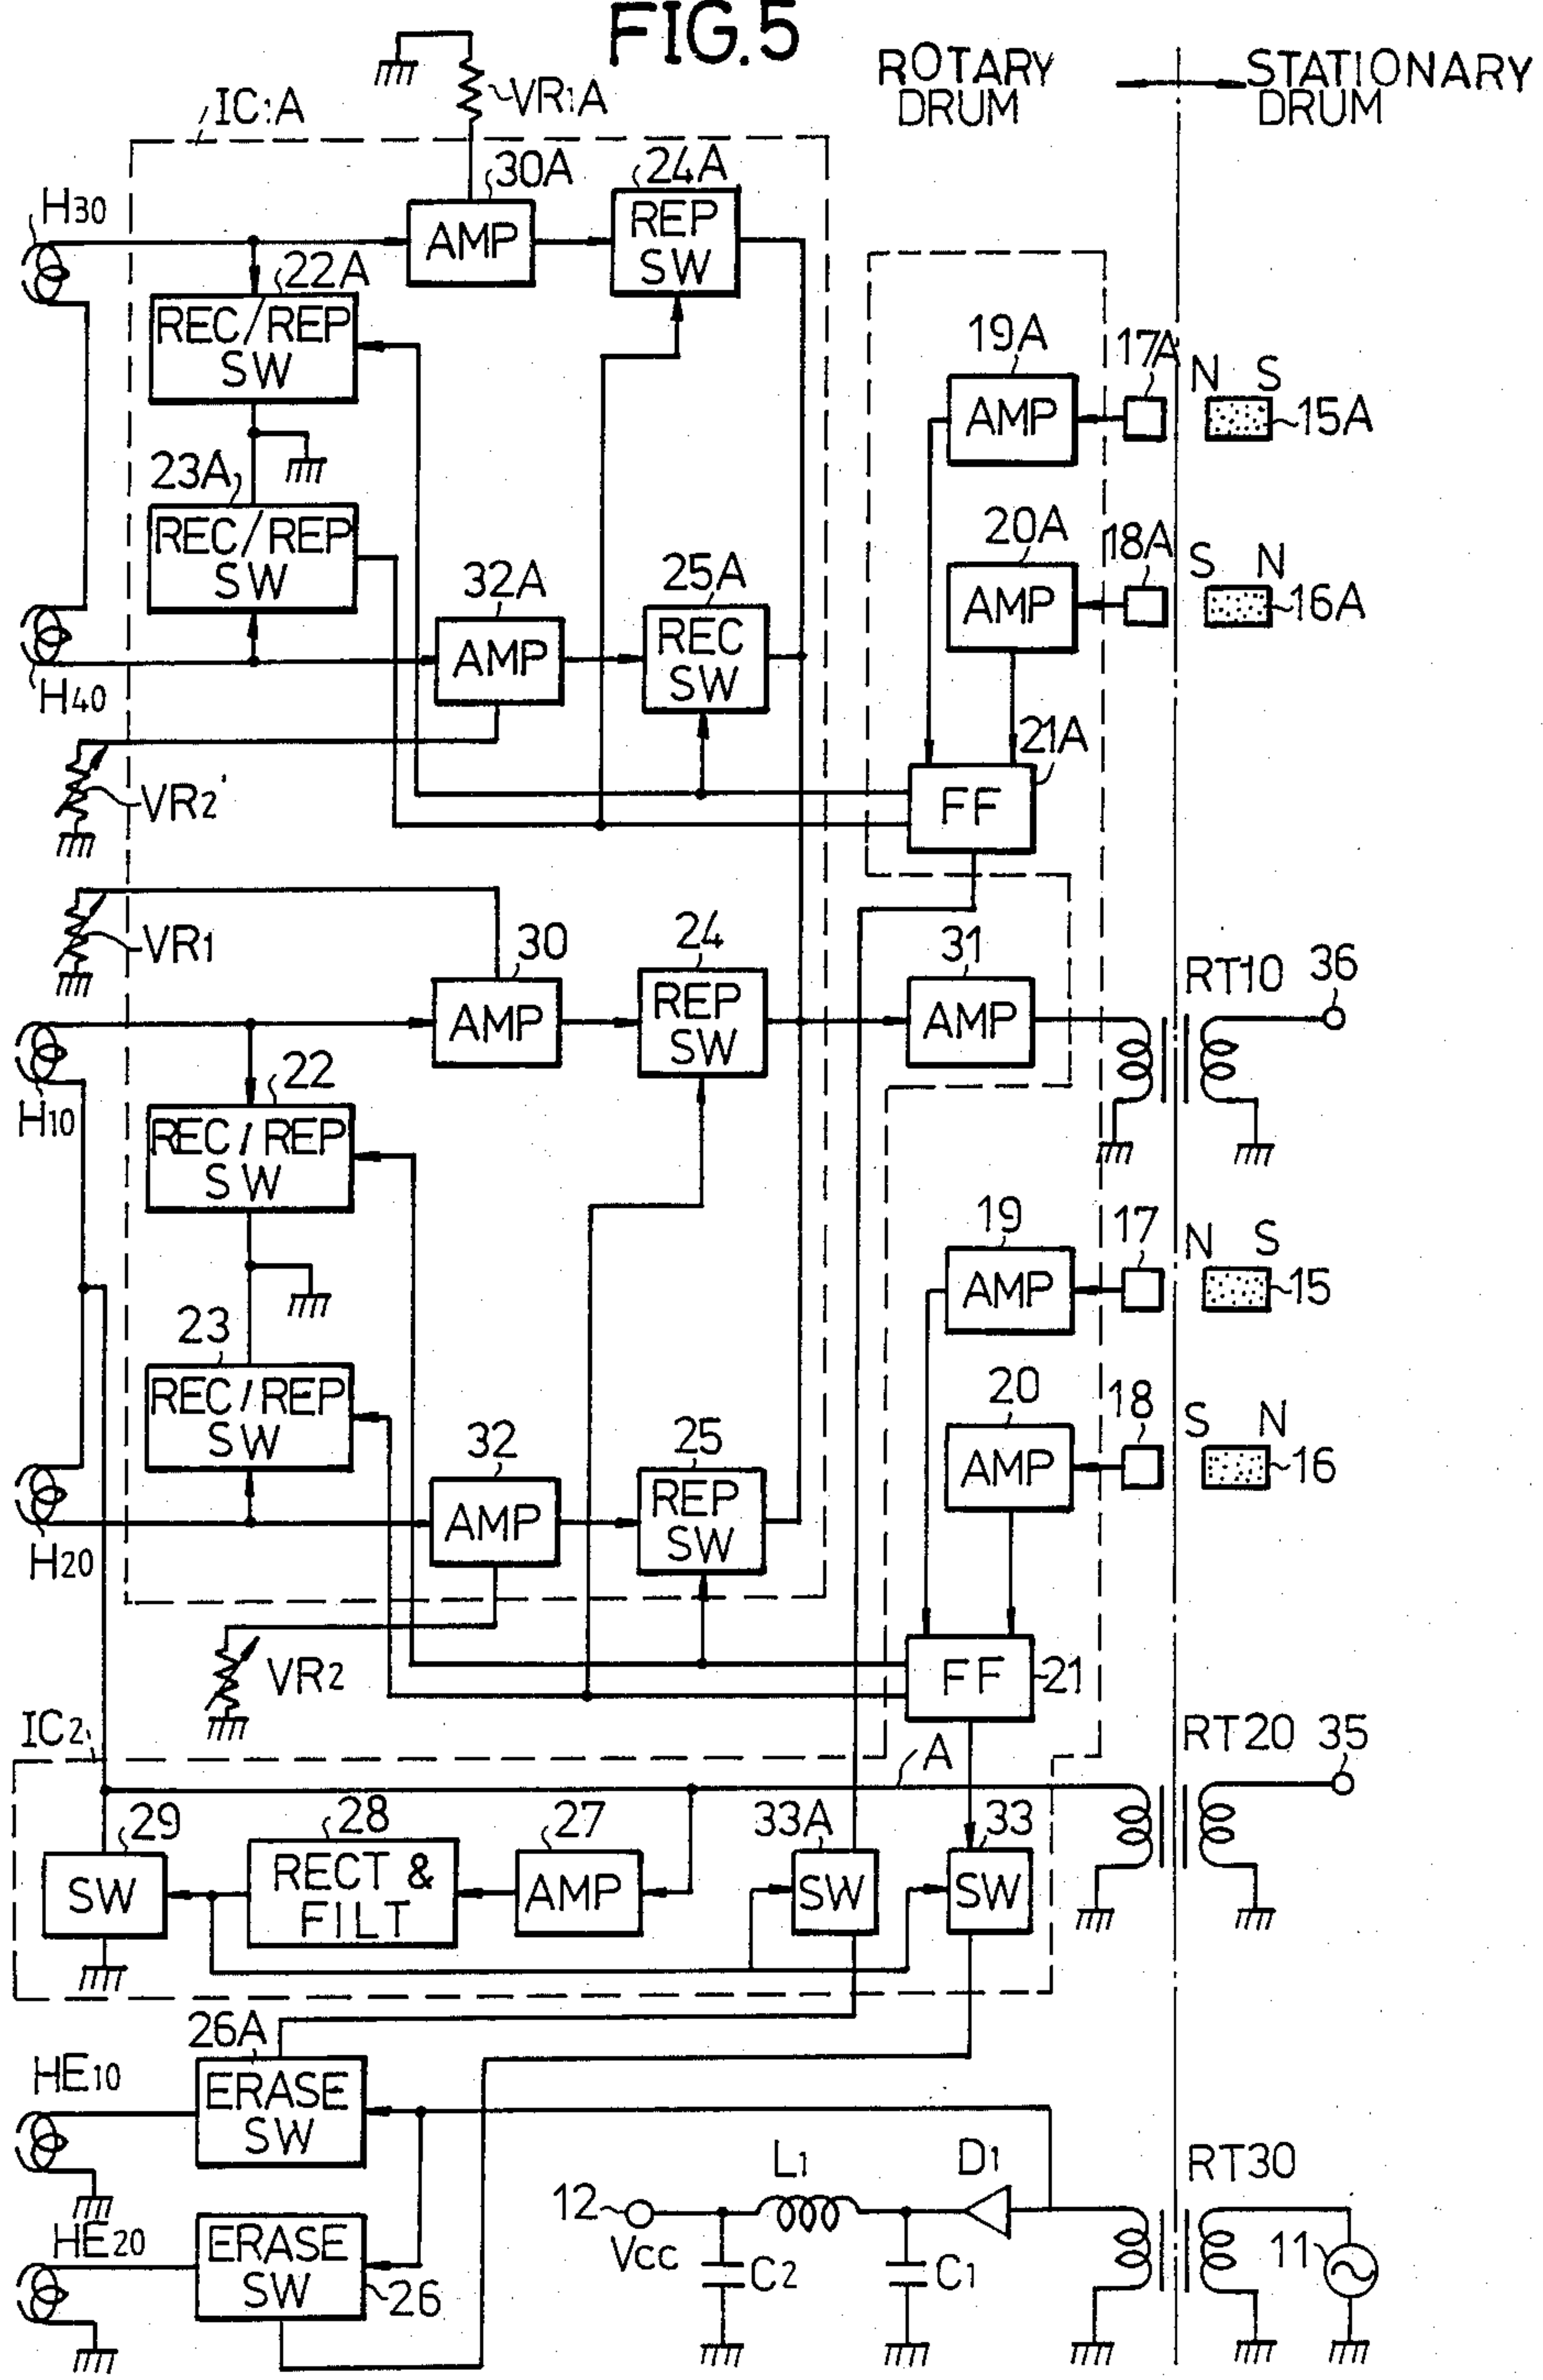 FIG.5
ROTARY DRUM
STATIONARY DRUM
IC1A
VR1A
30A
24A
H30
AMP
REP SW
22A
REC/REP SW
19A
17A
N S
AMP
15A
23A
REC/REP SW
20A
18A
S N
AMP
16A
32A
25A
AMP
REC SW
H40
21A
FF
VR2'
VR1
30
24
31
RT10
36
AMP
REP SW
AMP
H10
22
REC/REP SW
19
17
N S
AMP
15
23
REC/REP SW
20
18
S N
AMP
16
32
25
AMP
REP SW
H20
FF
21
VR2
IC2
A
RT20
35
29
28
27
33A
33
SW
RECT & FILT
AMP
SW
SW
26A
HE10
ERASE SW
L1
D1
RT30
12
Vcc
C2
C1
11
HE20
ERASE SW
26